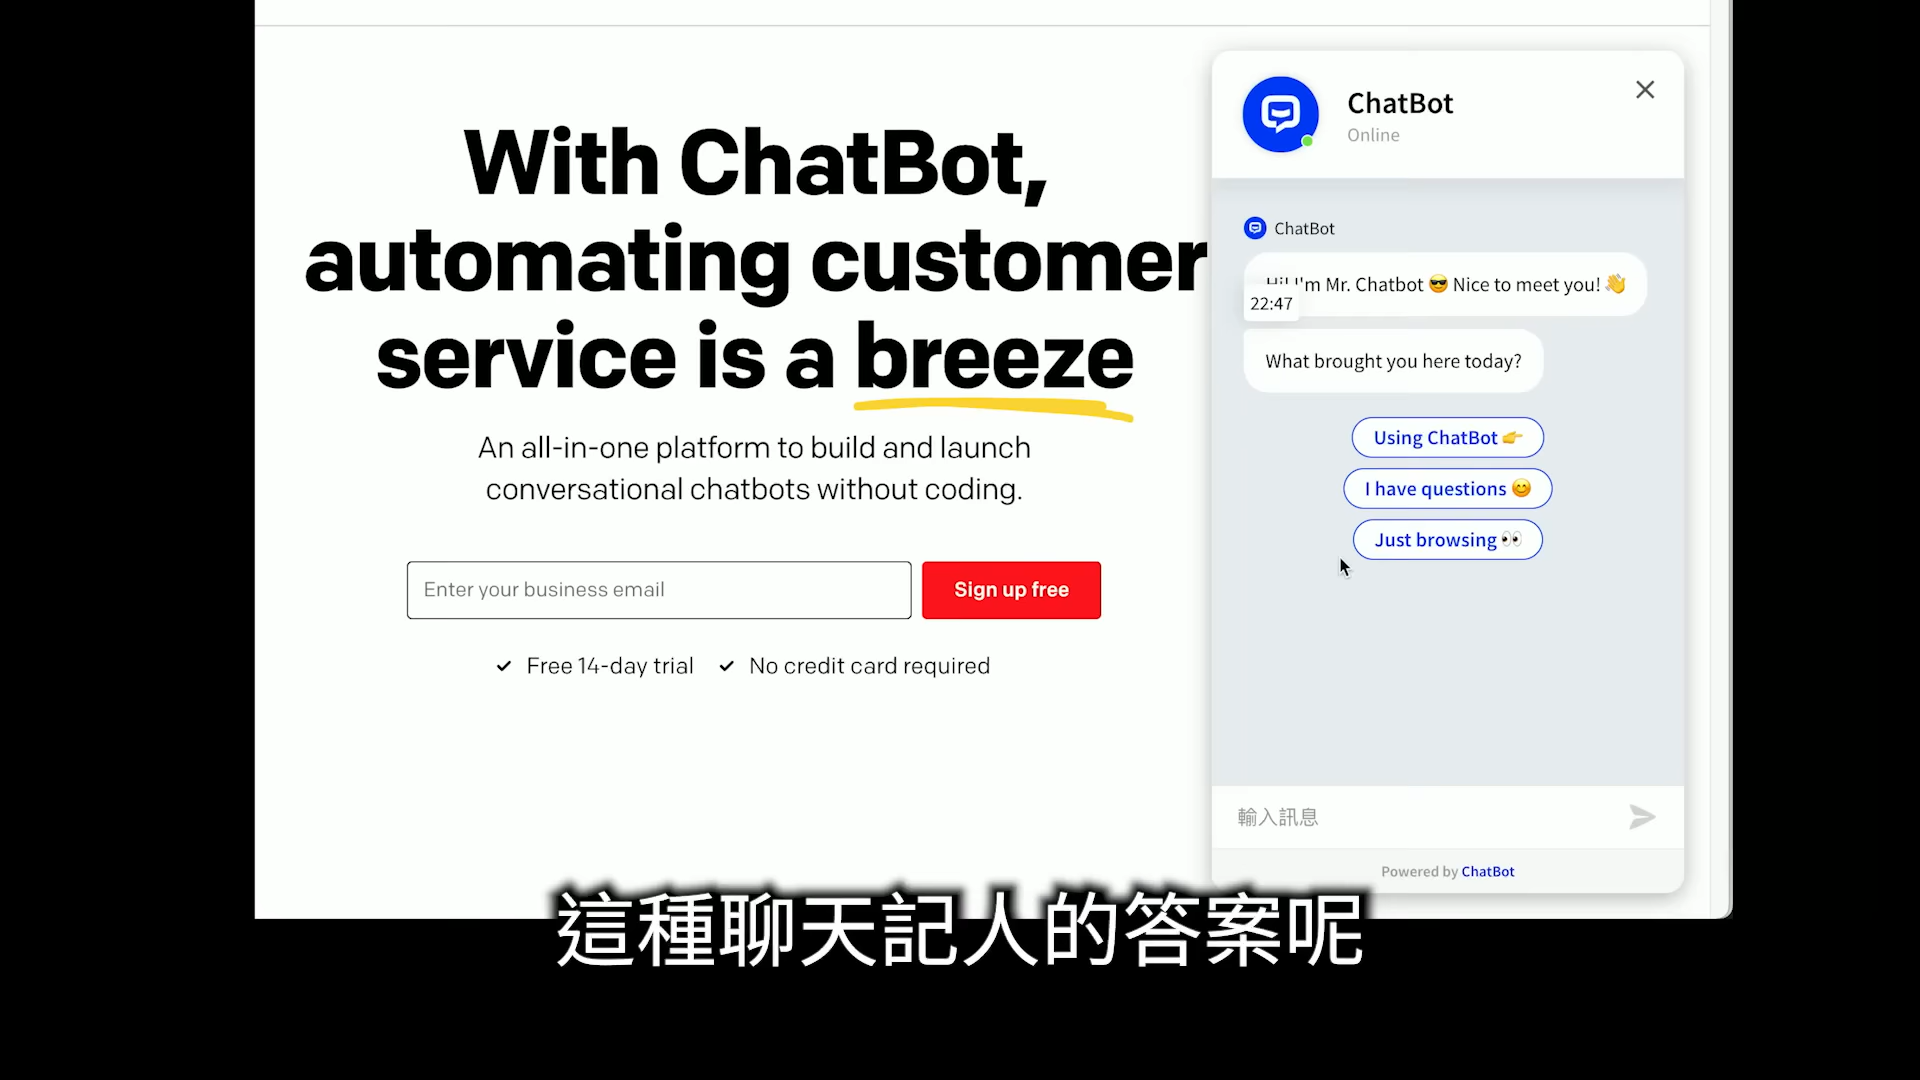 With ChatBot,
automating customer
service is a breeze
An all-in-one platform to build and launch
conversational chatbots without coding.
Enter your business email
Sign up free
✓ Free 14-day trial ✓ No credit card required
ChatBot
Online
ChatBot
Hi! I'm Mr. Chatbot 😎 Nice to meet you! 👋
22:47
What brought you here today?
Using ChatBot 👉
I have questions 😊
Just browsing 👀
輸入訊息
Powered by ChatBot
這種聊天記人的答案呢